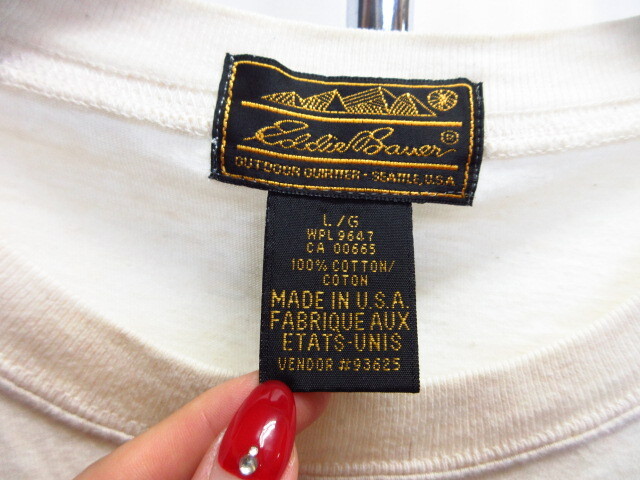 Eddie Bauer ®
OUTDOOR OUTFITTER - SEATTLE, U.S.A.
L/G
WPL 9647
CA 00665
100% COTTON/
COTON
MADE IN U.S.A.
FABRIQUE AUX
ETATS-UNIS
VENDOR #93625